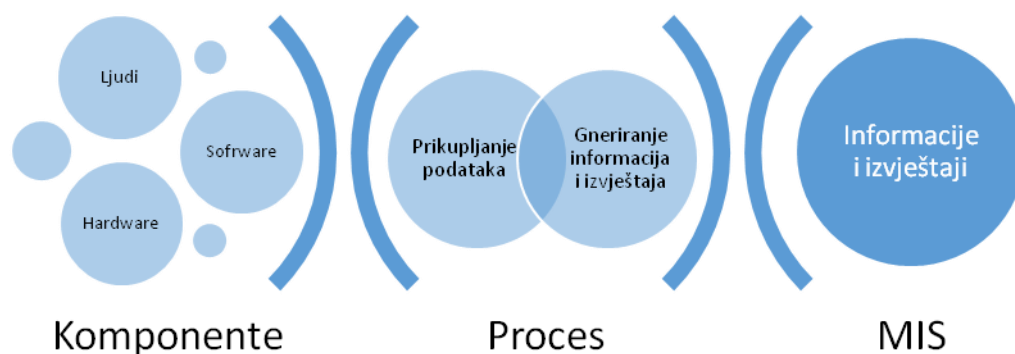 Ljudi
Sofrware
Hardware
Prikupljanje
podataka
Gneriranje
informacija
i izvještaja
Informacije
i izvještaji
Komponente
Proces
MIS